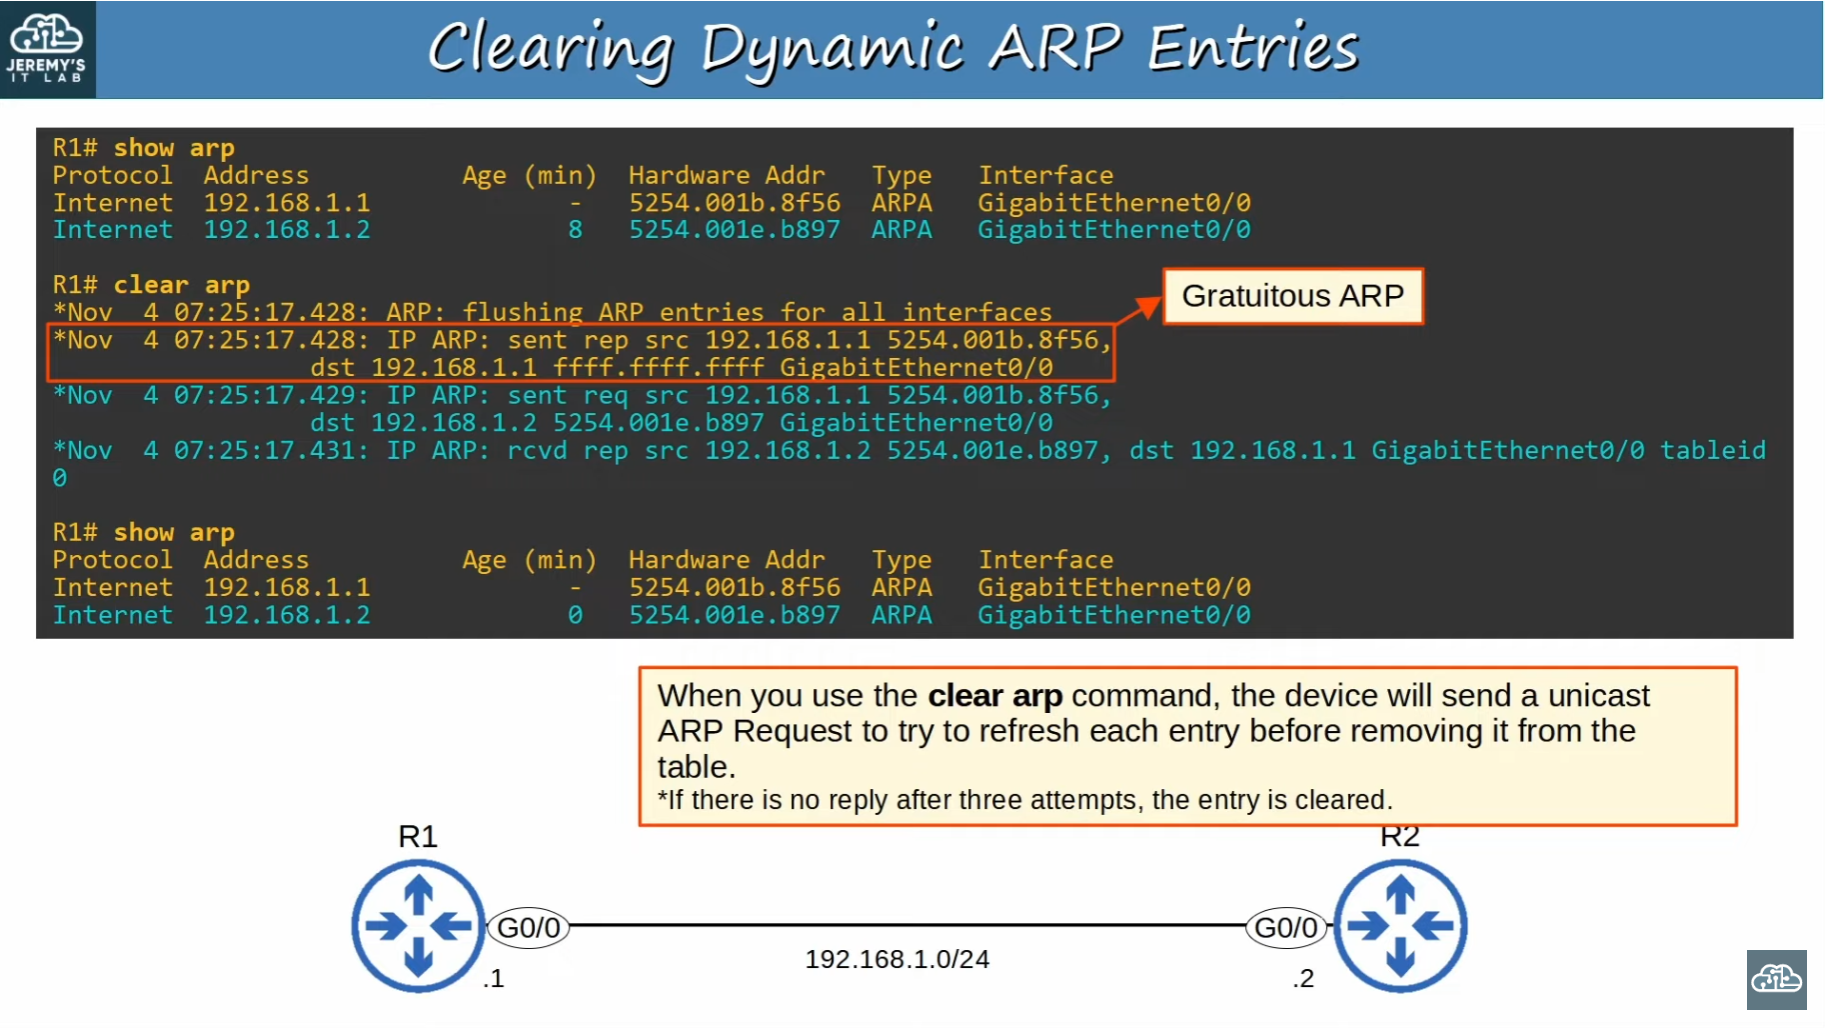 JEREMY'S
IT LAB
Clearing Dynamic ARP Entries
R1# show arp
Protocol  Address          Age (min)  Hardware Addr   Type   Interface
Internet  192.168.1.1             -   5254.001b.8f56  ARPA   GigabitEthernet0/0
Internet  192.168.1.2             8   5254.001e.b897  ARPA   GigabitEthernet0/0
R1# clear arp
*Nov  4 07:25:17.428: ARP: flushing ARP entries for all interfaces
Gratuitous ARP
*Nov  4 07:25:17.428: IP ARP: sent rep src 192.168.1.1 5254.001b.8f56,
dst 192.168.1.1 ffff.ffff.ffff GigabitEthernet0/0
*Nov  4 07:25:17.429: IP ARP: sent req src 192.168.1.1 5254.001b.8f56,
dst 192.168.1.2 5254.001e.b897 GigabitEthernet0/0
*Nov  4 07:25:17.431: IP ARP: rcvd rep src 192.168.1.2 5254.001e.b897, dst 192.168.1.1 GigabitEthernet0/0 tableid
0
R1# show arp
Protocol  Address          Age (min)  Hardware Addr   Type   Interface
Internet  192.168.1.1             -   5254.001b.8f56  ARPA   GigabitEthernet0/0
Internet  192.168.1.2             0   5254.001e.b897  ARPA   GigabitEthernet0/0
When you use the clear arp command, the device will send a unicast
ARP Request to try to refresh each entry before removing it from the
table.
*If there is no reply after three attempts, the entry is cleared.
R1
R2
G0/0
G0/0
192.168.1.0/24
.1
.2